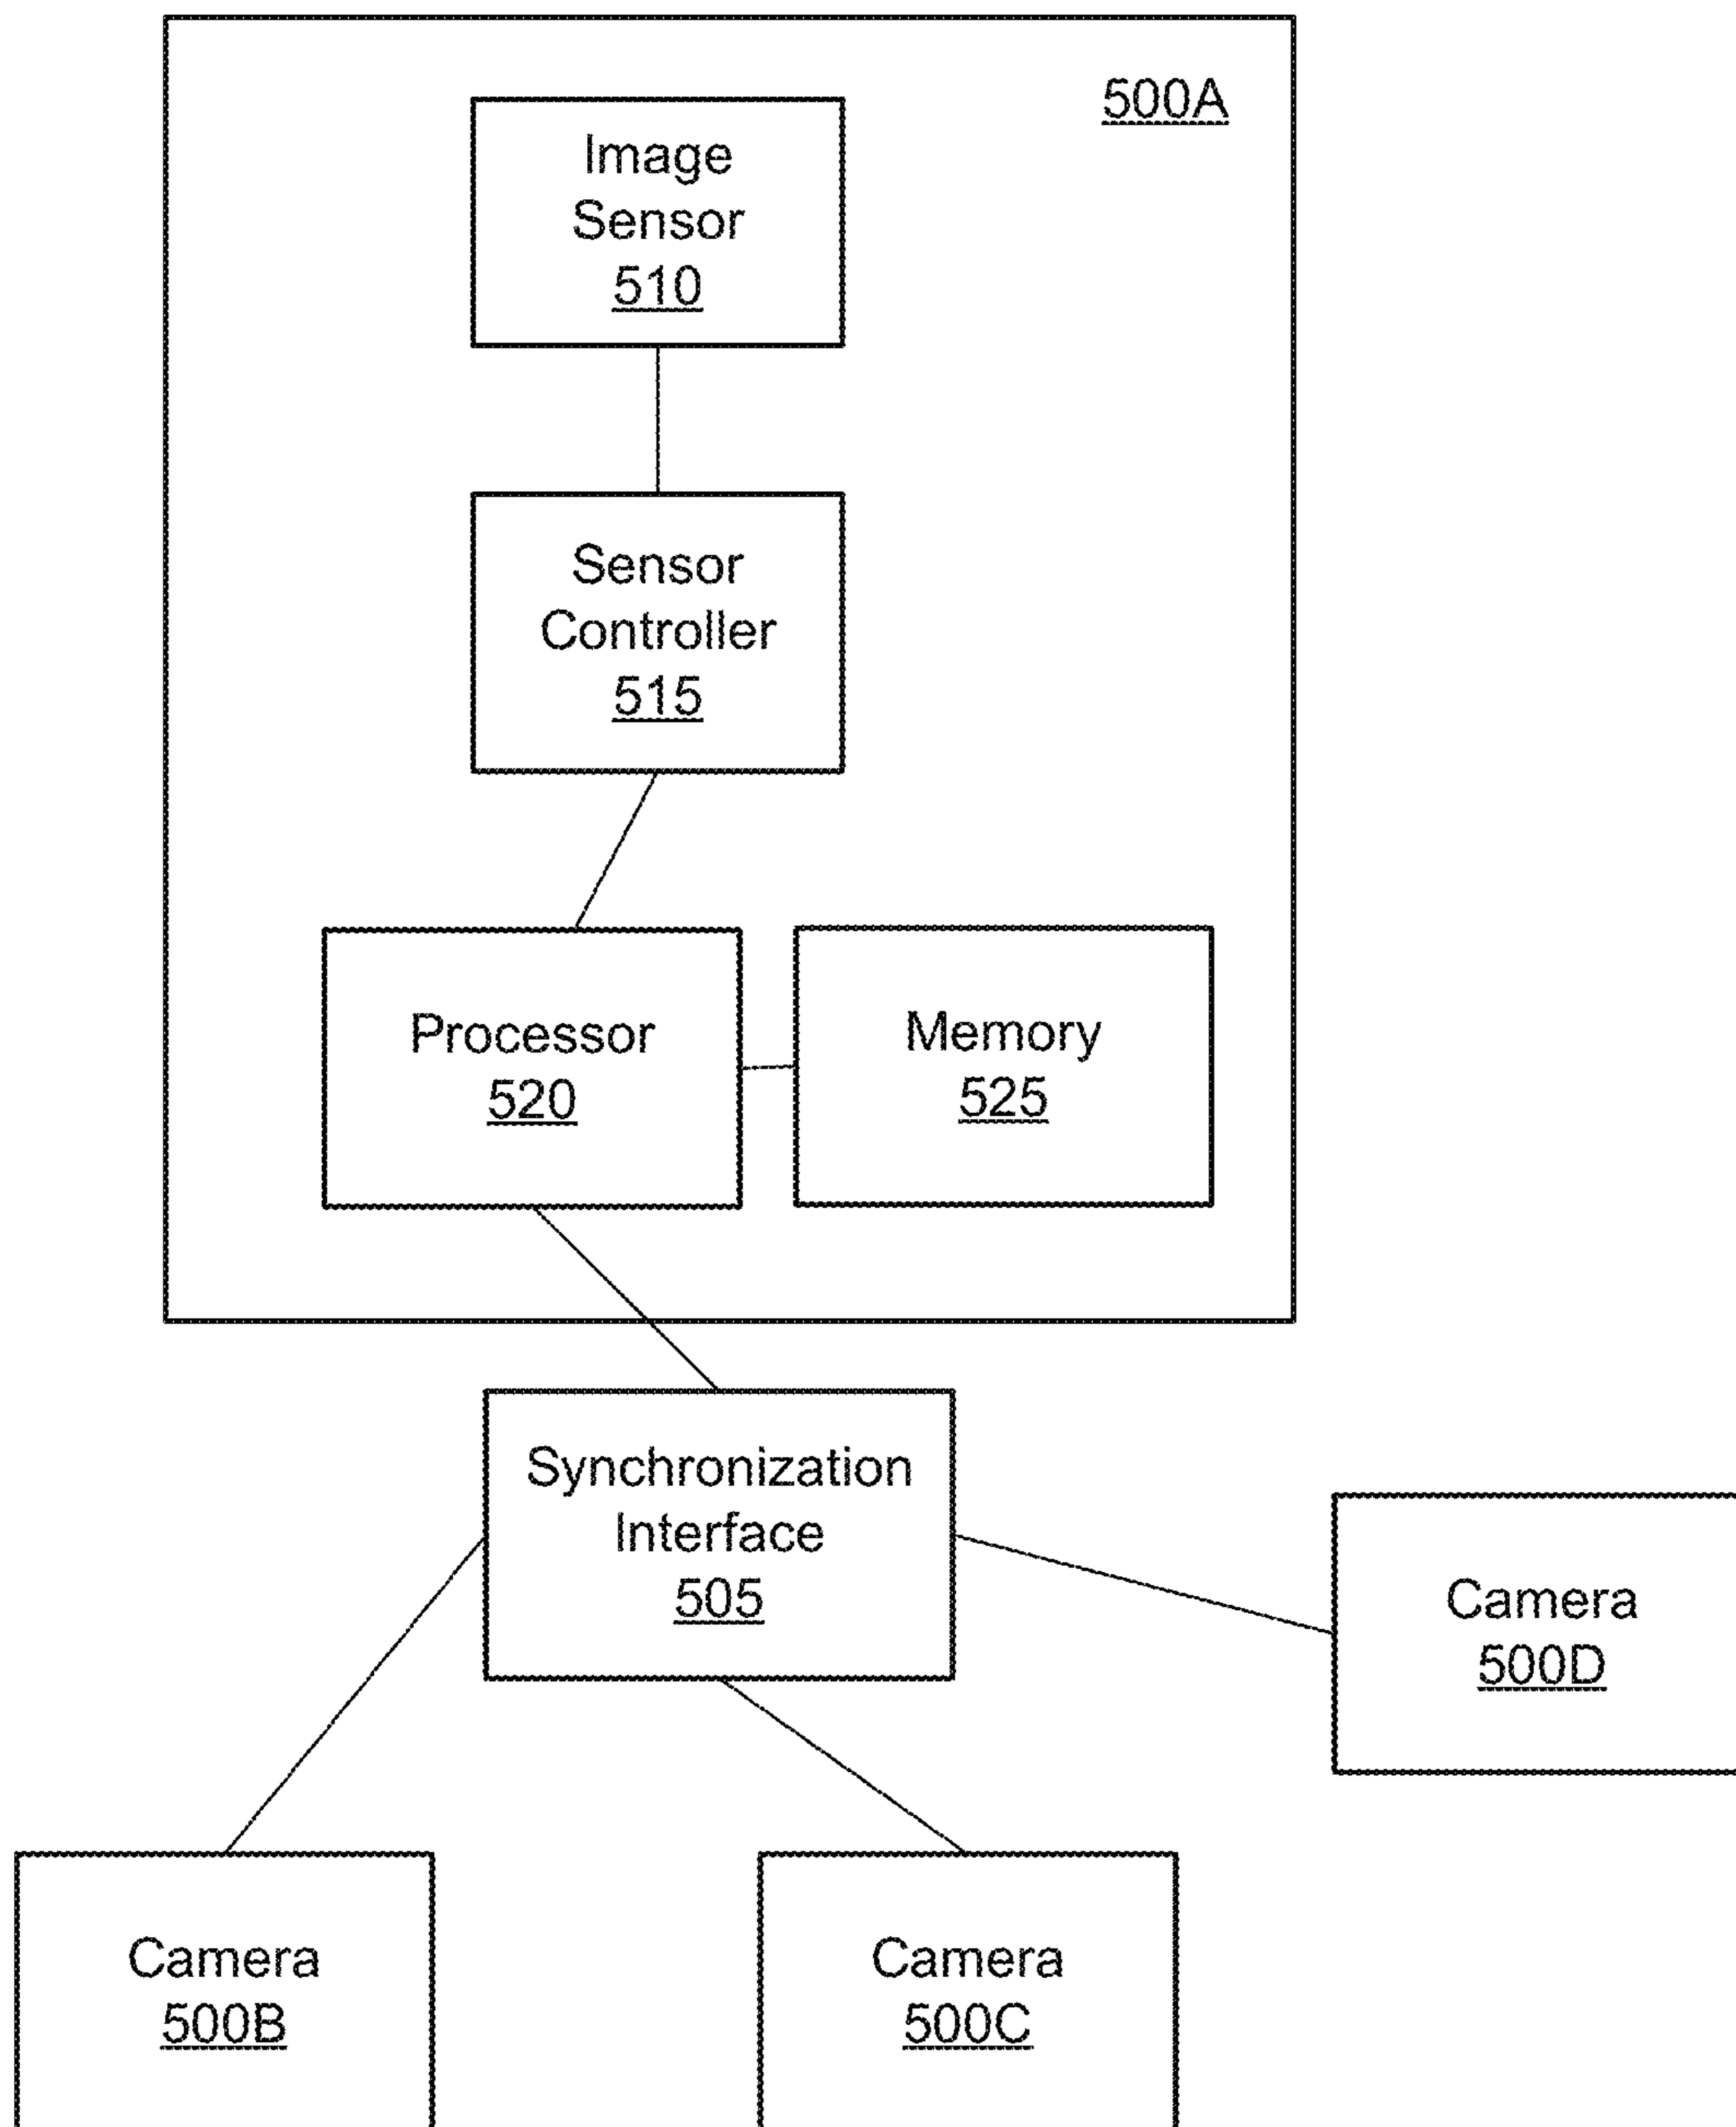 500A
Image
Sensor
510
Sensor
Controller
515
Processor
520
Memory
525
Synchronization
Interface
505
Camera
500D
Camera
500B
Camera
500C